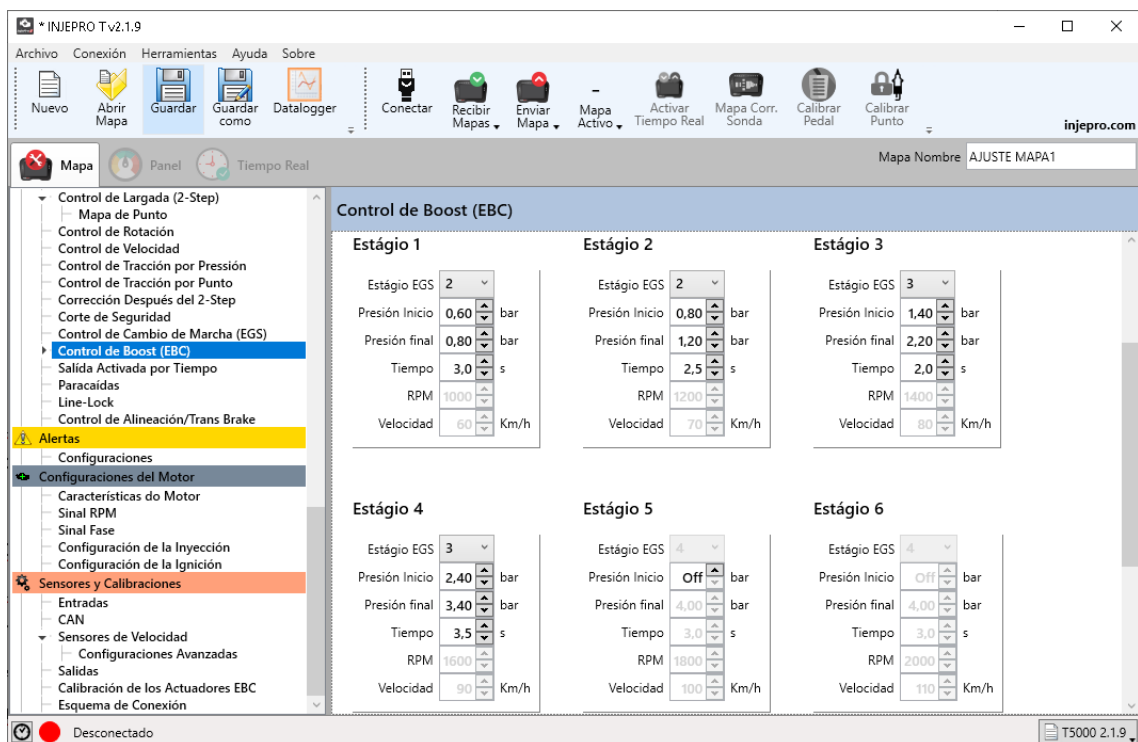 * INJEPRO Tv2.1.9
Archivo Conexión Herramientas Ayuda Sobre
Nuevo
Abrir Mapa
Guardar
Guardar como
Datalogger
Conectar
Recibir Mapas
Enviar Mapa
-
Mapa Activo
Activar Tiempo Real
Mapa Corr. Sonda
Calibrar Pedal
Calibrar Punto
injepro.com
Mapa
Panel
Tiempo Real
Mapa Nombre AJUSTE MAPA1
Control de Largada (2-Step)
Mapa de Punto
Control de Rotación
Control de Velocidad
Control de Tracción por Pressión
Control de Tracción por Punto
Corrección Después del 2-Step
Corte de Seguridad
Control de Cambio de Marcha (EGS)
Control de Boost (EBC)
Salída Activada por Tiempo
Paracaídas
Line-Lock
Control de Alineación/Trans Brake
Alertas
Configuraciones
Configuraciones del Motor
Características do Motor
Sinal RPM
Sinal Fase
Configuración de la Inyección
Configuración de la Ignición
Sensores y Calibraciones
Entradas
CAN
Sensores de Velocidad
Configuraciones Avanzadas
Salidas
Calibración de los Actuadores EBC
Esquema de Conexión
Control de Boost (EBC)
Estágio 1
Estágio EGS 2
Presión Inicio 0,60 bar
Presión final 0,80 bar
Tiempo 3,0 s
RPM 1000
Velocidad 60 Km/h
Estágio 2
Estágio EGS 2
Presión Inicio 0,80 bar
Presión final 1,20 bar
Tiempo 2,5 s
RPM 1200
Velocidad 70 Km/h
Estágio 3
Estágio EGS 3
Presión Inicio 1,40 bar
Presión final 2,20 bar
Tiempo 2,0 s
RPM 1400
Velocidad 80 Km/h
Estágio 4
Estágio EGS 3
Presión Inicio 2,40 bar
Presión final 3,40 bar
Tiempo 3,5 s
RPM 1600
Velocidad 90 Km/h
Estágio 5
Estágio EGS 4
Presión Inicio Off bar
Presión final 4,00 bar
Tiempo 3,0 s
RPM 1800
Velocidad 100 Km/h
Estágio 6
Estágio EGS 4
Presión Inicio Off bar
Presión final 4,00 bar
Tiempo 3,0 s
RPM 2000
Velocidad 110 Km/h
Desconectado
T5000 2.1.9